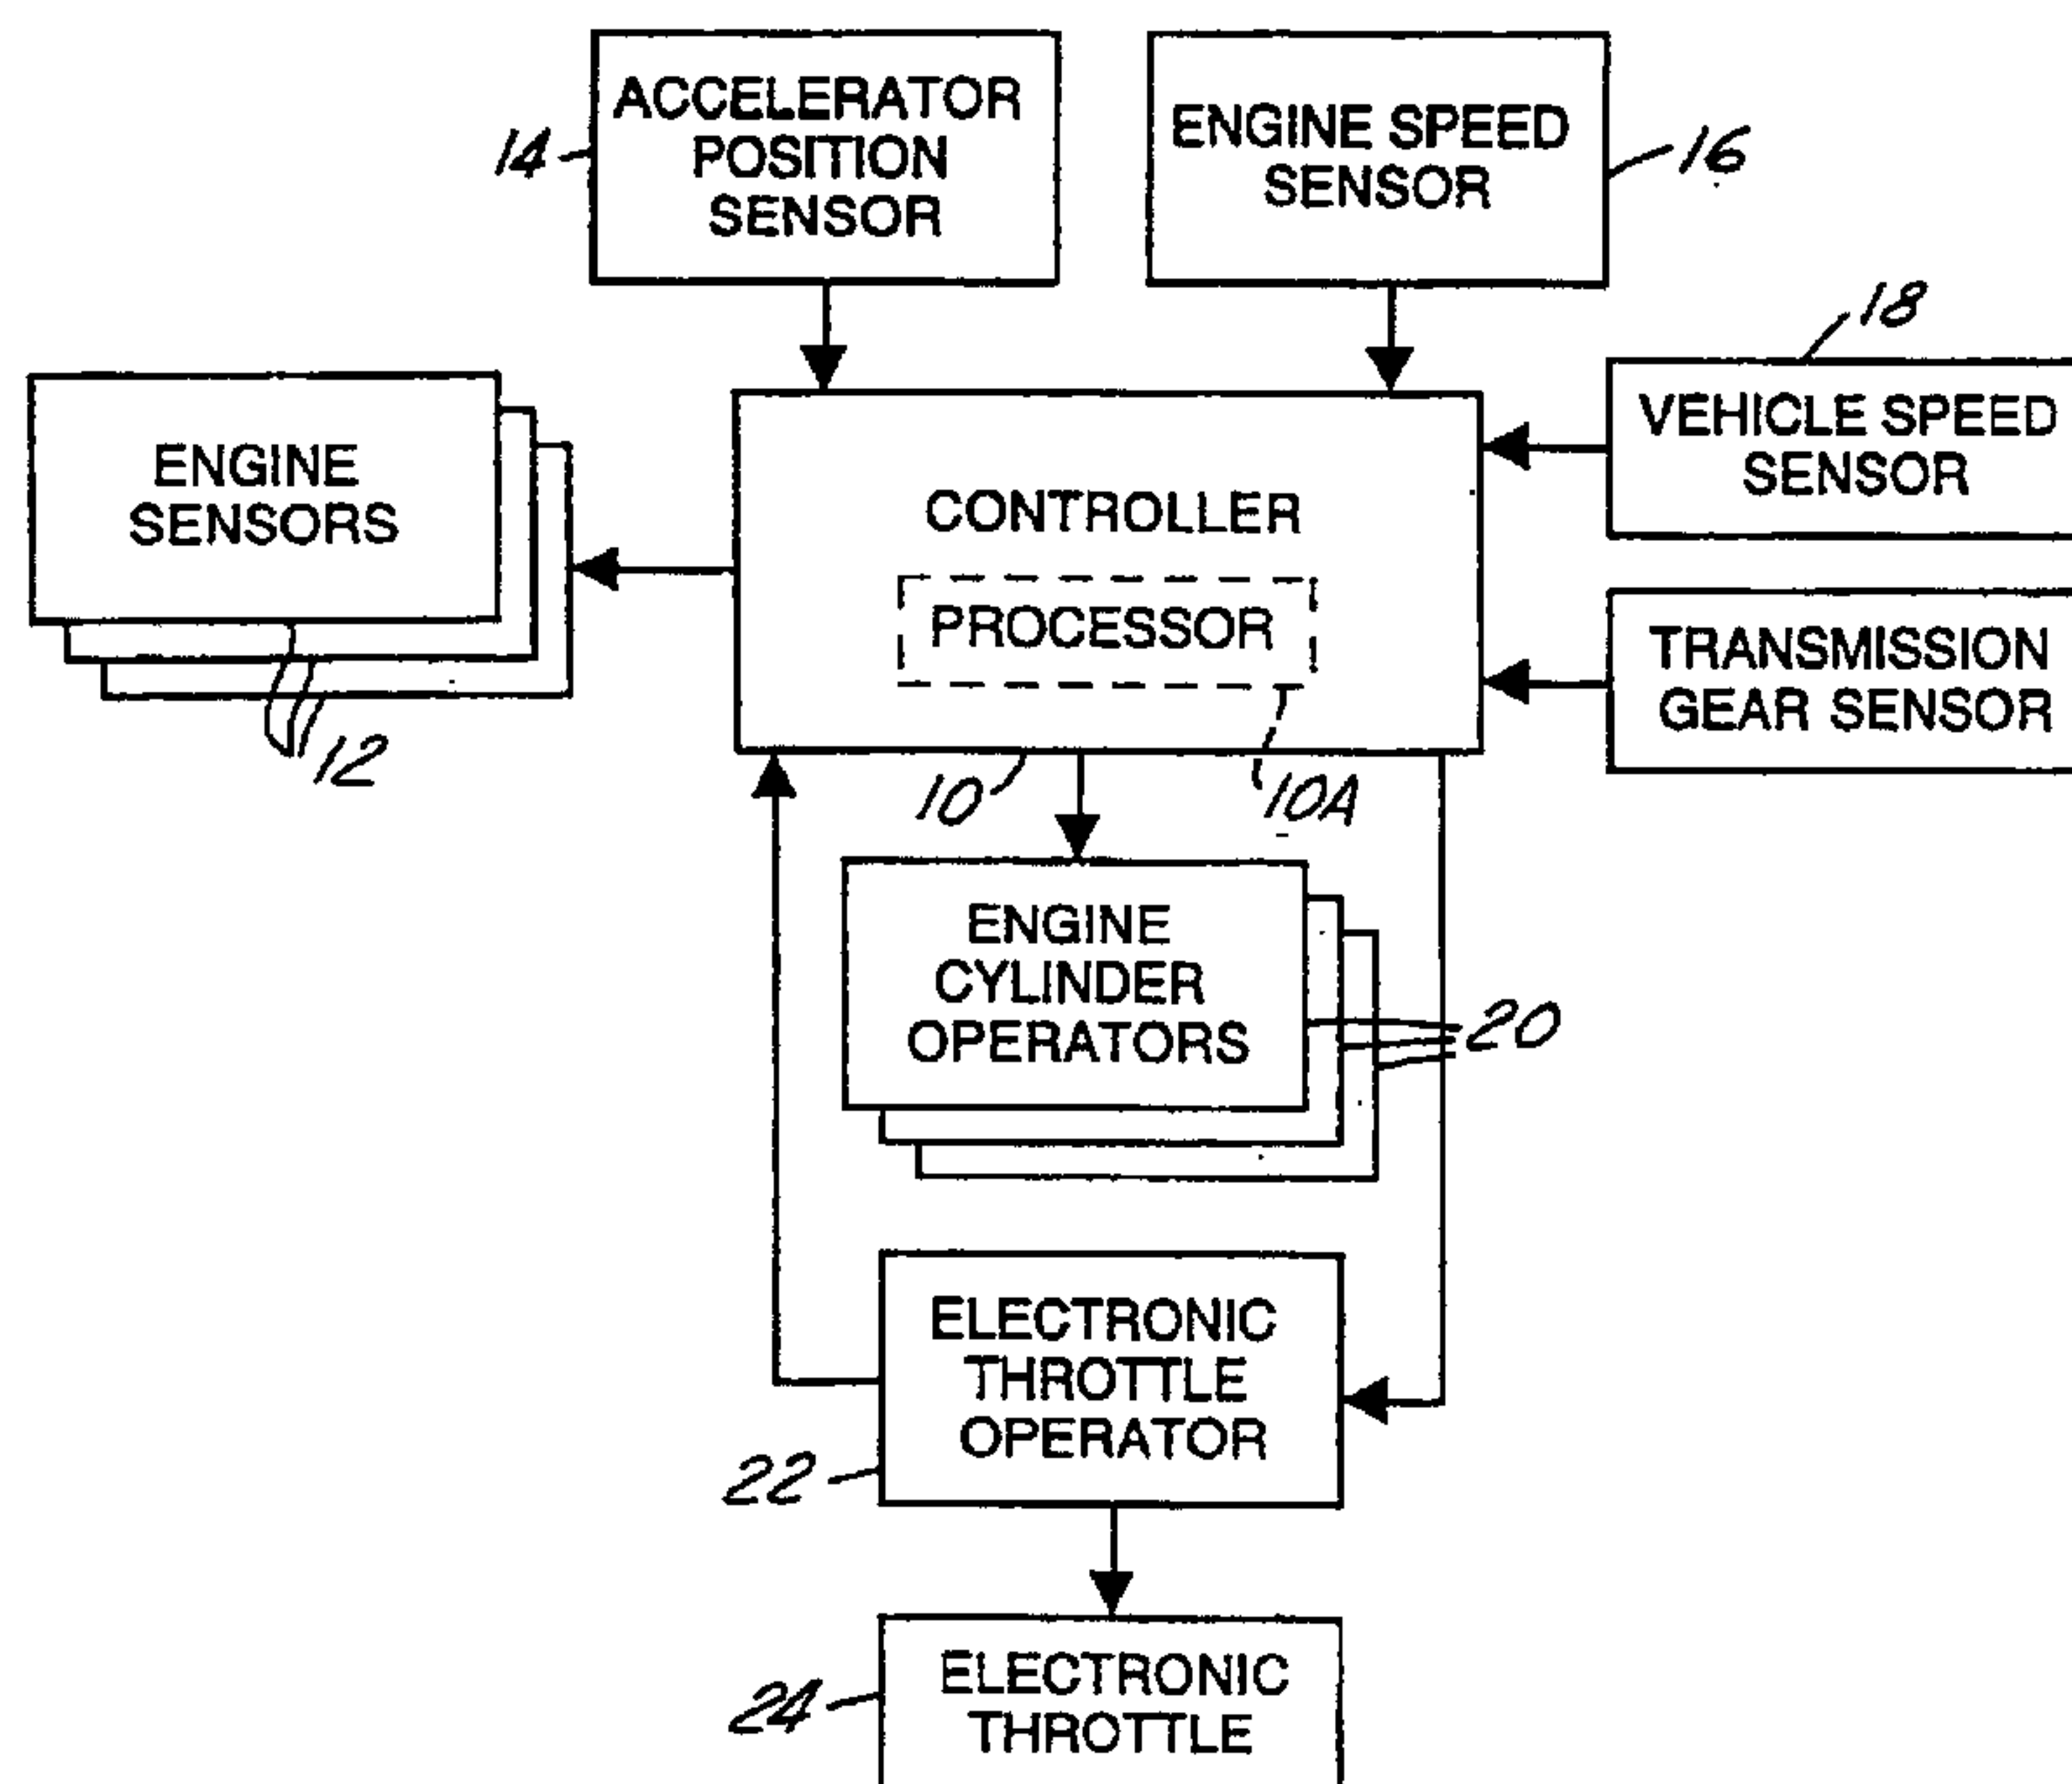 ACCELERATOR
POSITION
SENSOR
14
ENGINE SPEED
SENSOR
16
18
VEHICLE SPEED
SENSOR
ENGINE
SENSORS
12
CONTROLLER
PROCESSOR
TRANSMISSION
GEAR SENSOR
10
10A
ENGINE
CYLINDER
OPERATORS
20
ELECTRONIC
THROTTLE
OPERATOR
22
ELECTRONIC
THROTTLE
24